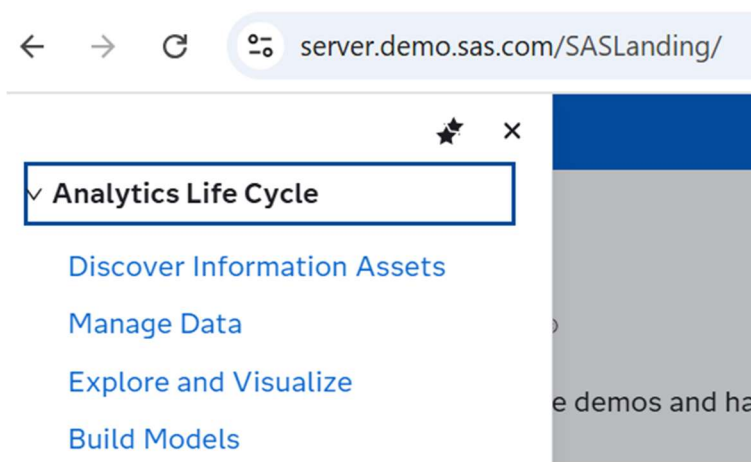 server.demo.sas.com/SASLanding/
Analytics Life Cycle
Discover Information Assets
Manage Data
Explore and Visualize
e demos and ha
Build Models